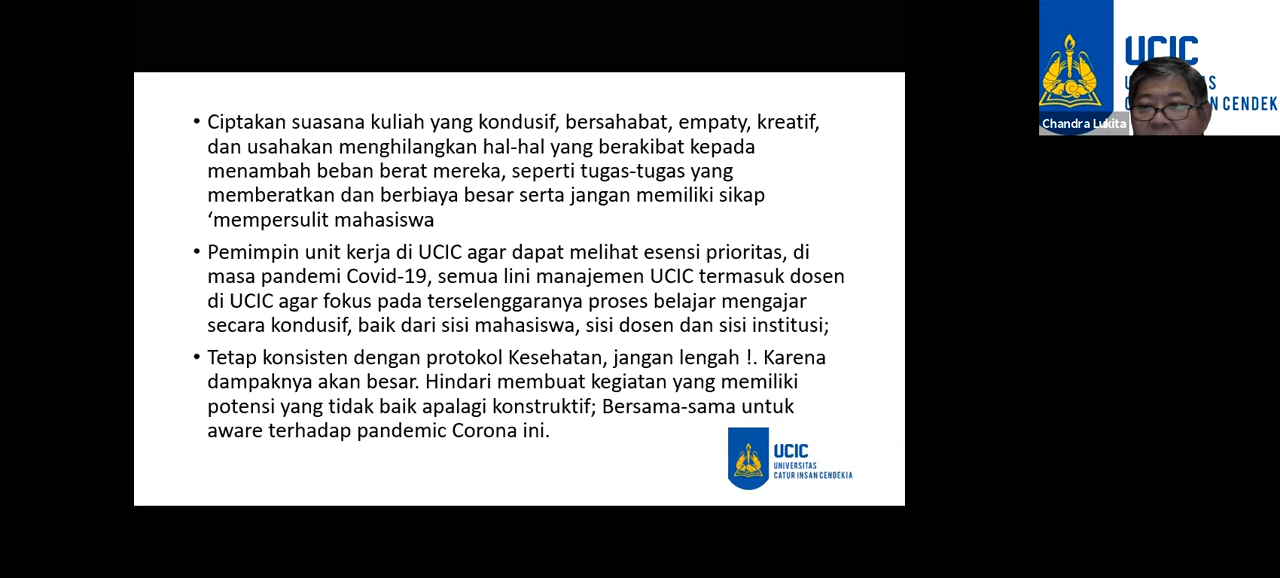 • Ciptakan suasana kuliah yang kondusif, bersahabat, empaty, kreatif,
dan usahakan menghilangkan hal-hal yang berakibat kepada
menambah beban berat mereka, seperti tugas-tugas yang
memberatkan dan berbiaya besar serta jangan memiliki sikap
‘mempersulit mahasiswa
• Pemimpin unit kerja di UCIC agar dapat melihat esensi prioritas, di
masa pandemi Covid-19, semua lini manajemen UCIC termasuk dosen
di UCIC agar fokus pada terselenggaranya proses belajar mengajar
secara kondusif, baik dari sisi mahasiswa, sisi dosen dan sisi institusi;
• Tetap konsisten dengan protokol Kesehatan, jangan lengah !. Karena
dampaknya akan besar. Hindari membuat kegiatan yang memiliki
potensi yang tidak baik apalagi konstruktif; Bersama-sama untuk
aware terhadap pandemic Corona ini.
UCIC
UNIVERSITAS
CATUR INSAN CENDEKIA
UCIC
Chandra Lukita